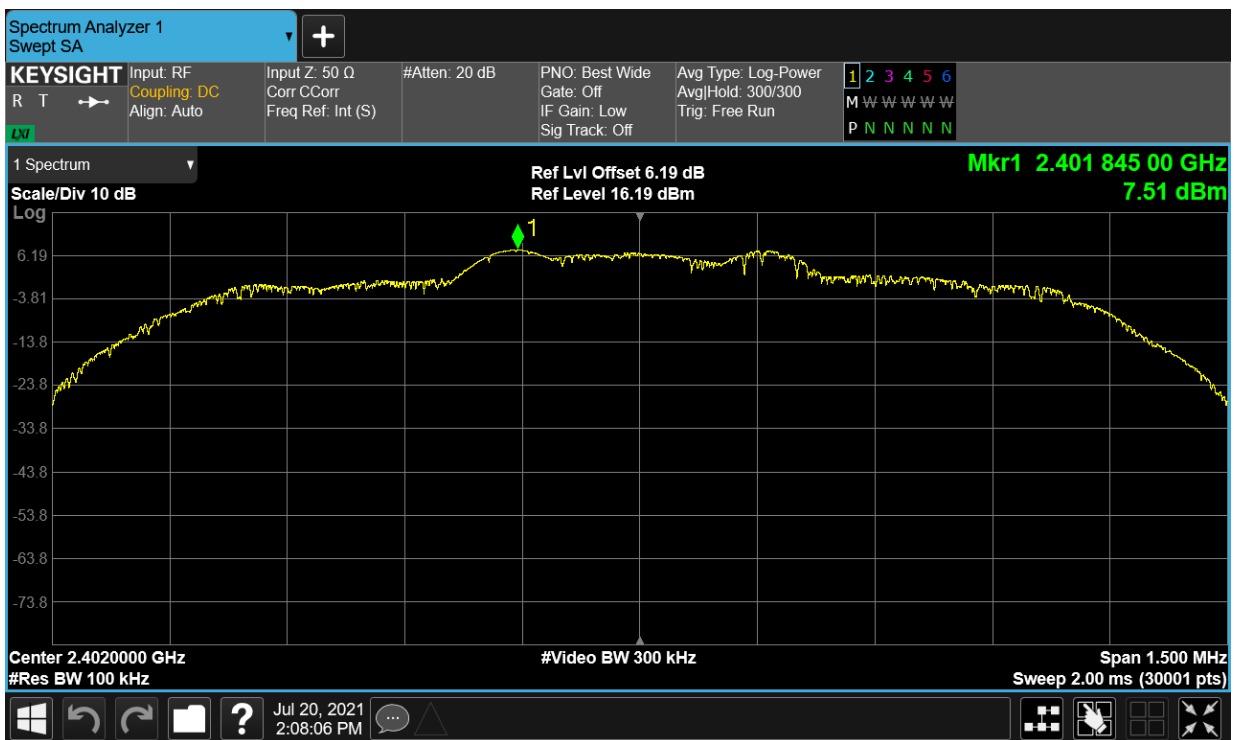 Spectrum Analyzer 1
Swept SA
+
KEYSIGHT
R T
LXI
Input: RF
Coupling: DC
Align: Auto
Input Z: 50 Ω
Corr CCorr
Freq Ref: Int (S)
#Atten: 20 dB
PNO: Best Wide
Gate: Off
IF Gain: Low
Sig Track: Off
Avg Type: Log-Power
Avg|Hold: 300/300
Trig: Free Run
1 2 3 4 5 6
M W W W W W
P N N N N N
1 Spectrum
Scale/Div 10 dB
Log
Ref Lvl Offset 6.19 dB
Ref Level 16.19 dBm
Mkr1 2.401 845 00 GHz
7.51 dBm
1
6.19
-3.81
-13.8
-23.8
-33.8
-43.8
-53.8
-63.8
-73.8
Center 2.4020000 GHz
#Res BW 100 kHz
#Video BW 300 kHz
Span 1.500 MHz
Sweep 2.00 ms (30001 pts)
?
Jul 20, 2021
2:08:06 PM